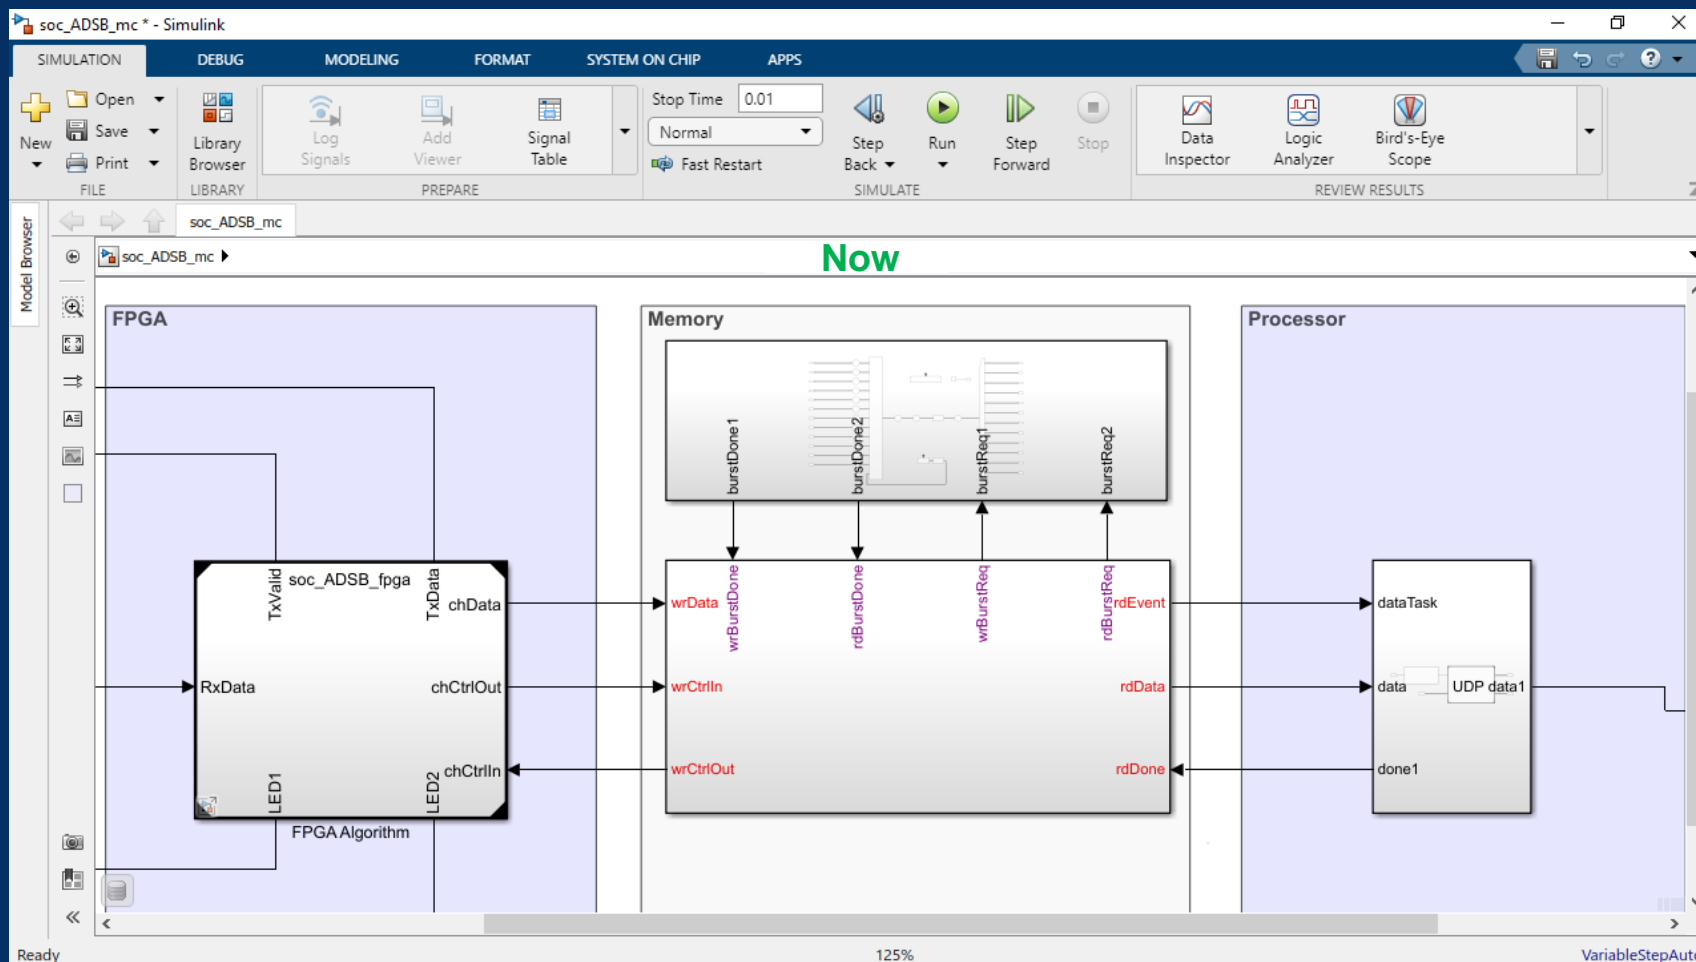 soc_ADSB_mc * - Simulink
SIMULATION DEBUG MODELING FORMAT SYSTEM ON CHIP APPS
New
Open
Save
Print
FILE
Library Browser
LIBRARY
Log Signals
Add Viewer
Signal Table
PREPARE
Stop Time 0.01
Normal
Fast Restart
Step Back
Run
Step Forward
Stop
SIMULATE
Data Inspector
Logic Analyzer
Bird's-Eye Scope
REVIEW RESULTS
Model Browser
soc_ADSB_mc
soc_ADSB_mc
Now
FPGA
TxValid
soc_ADSB_fpga
TxData
chData
RxData
chCtrlOut
chCtrlIn
LED1
LED2
FPGA Algorithm
Memory
burstDone1
burstDone2
burstReq1
burstReq2
wrData
wrBurstDone
rdBurstDone
wrBurstReq
rdBurstReq
rdEvent
wrCtrlIn
rdData
wrCtrlOut
rdDone
Processor
dataTask
data
UDP data1
done1
Ready
125%
VariableStepAuto